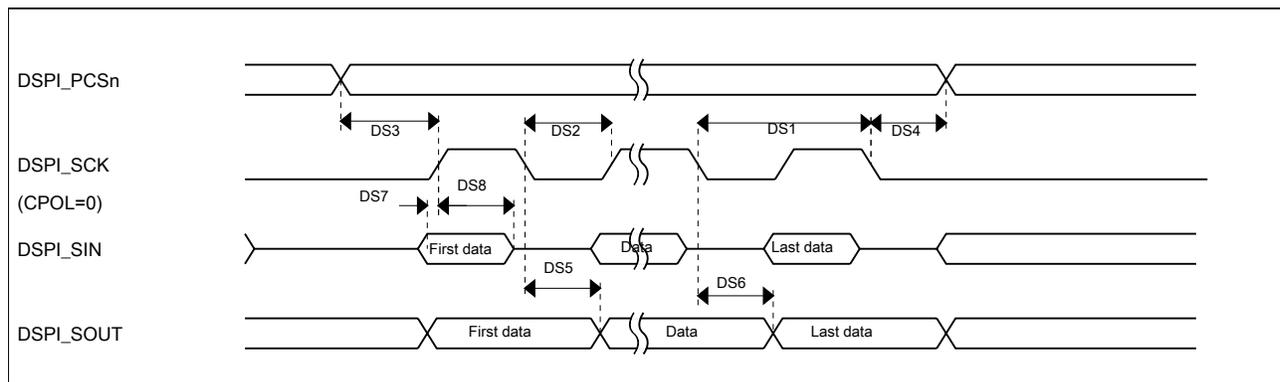 DSPI_PCSn
DS3
DS2
DS1
DS4
DSPI_SCK
(CPOL=0)
DS7
DS8
DSPI_SIN
First data
Data
Last data
DS5
DS6
DSPI_SOUT
First data
Data
Last data